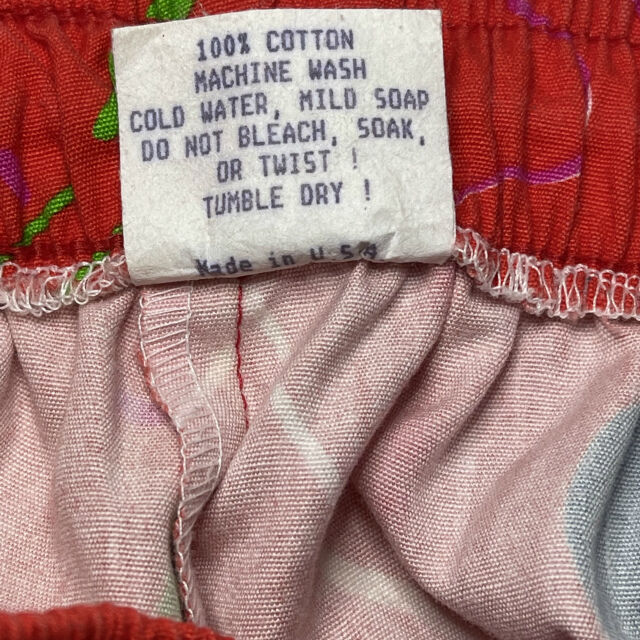 100% COTTON
MACHINE WASH
COLD WATER, MILD SOAP
DO NOT BLEACH, SOAK,
OR TWIST !
TUMBLE DRY !
Made in U.S.A